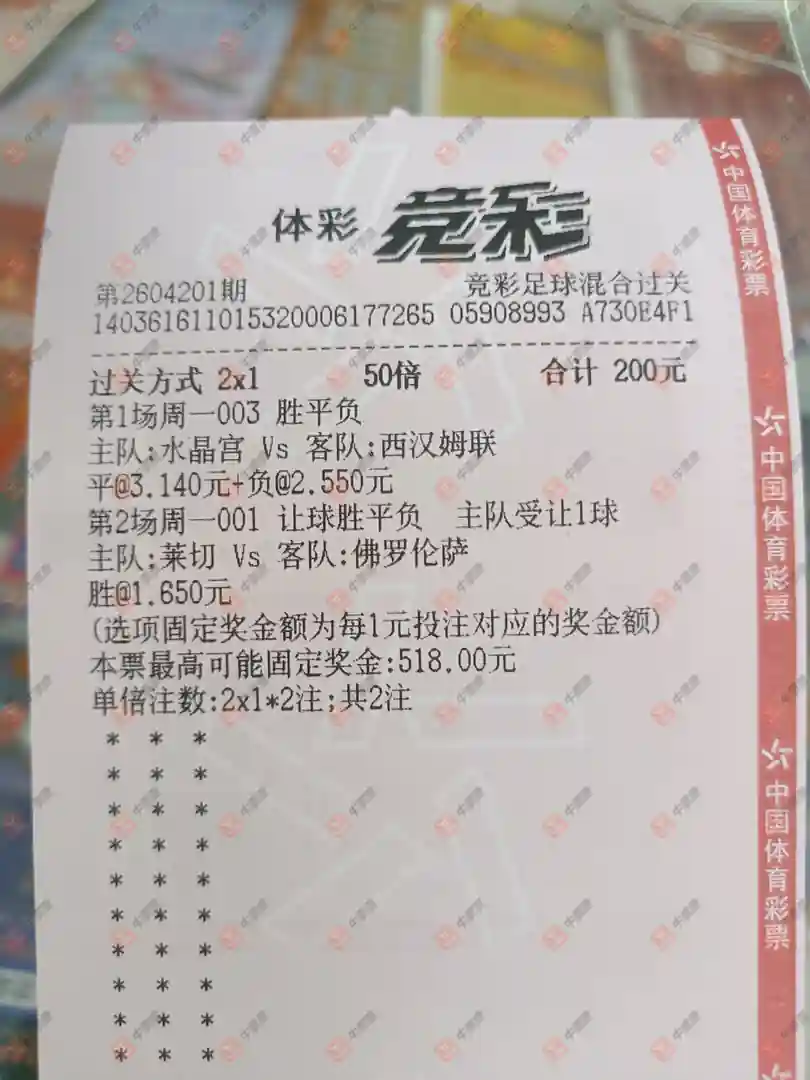 体彩 竞彩
第2604201期 竞彩足球混合过关
140361611015320006177265 05908993 A730E4F1
过关方式 2x1 50倍 合计 200元
第1场周一003 胜平负
主队:水晶宫 Vs 客队:西汉姆联
平@3.140元+负@2.550元
第2场周一001 让球胜平负 主队受让1球
主队:莱切 Vs 客队:佛罗伦萨
胜@1.650元
(选项固定奖金额为每1元投注对应的奖金额)
本票最高可能固定奖金:518.00元
单倍注数:2x1*2注;共2注
* * *
* * *
* * *
* * *
* * *
* * *
* * *
* * *
* * *
* * *
中国体育彩票
中国体育彩票
中国体育彩票